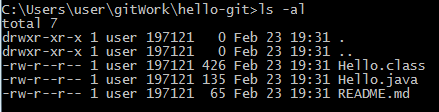 C:\Users\user\gitWork\hello-git>ls -al
total 7
drwxr-xr-x 1 user 197121   0 Feb 23 19:31 .
drwxr-xr-x 1 user 197121   0 Feb 23 19:31 ..
-rw-r--r-- 1 user 197121 426 Feb 23 19:31 Hello.class
-rw-r--r-- 1 user 197121 135 Feb 23 19:31 Hello.java
-rw-r--r-- 1 user 197121  65 Feb 23 19:31 README.md